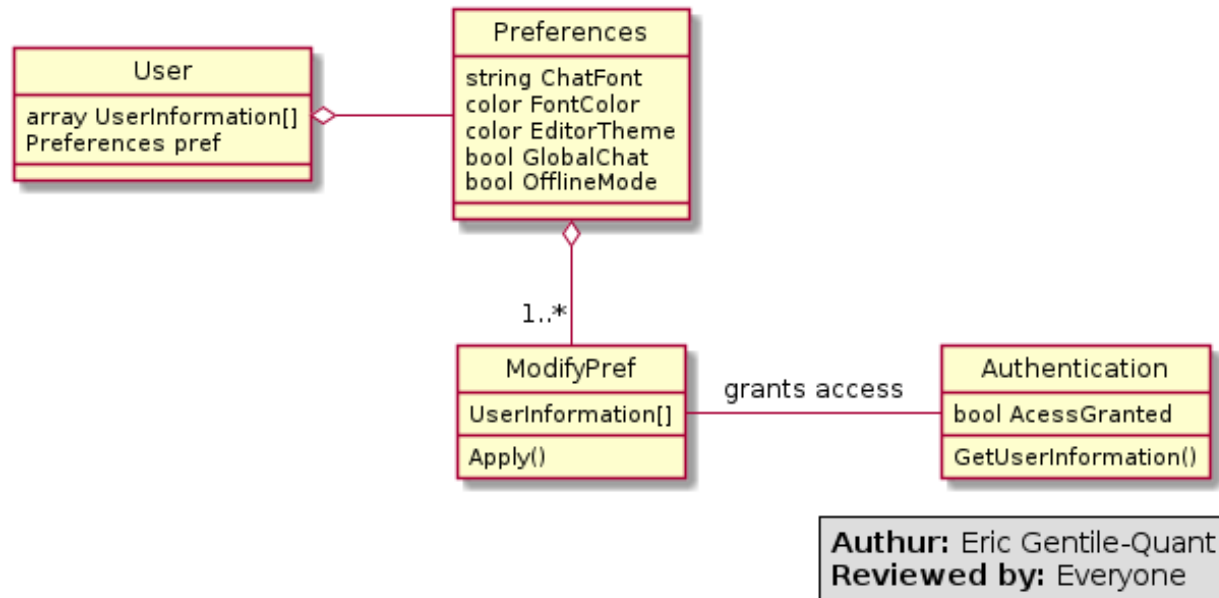 User
array UserInformation[]
Preferences pref
Preferences
string ChatFont
color FontColor
color EditorTheme
bool GlobalChat
bool OfflineMode
1..*
ModifyPref
UserInformation[]
Apply()
grants access
Authentication
bool AcessGranted
GetUserInformation()
Authur: Eric Gentile-Quant
Reviewed by: Everyone